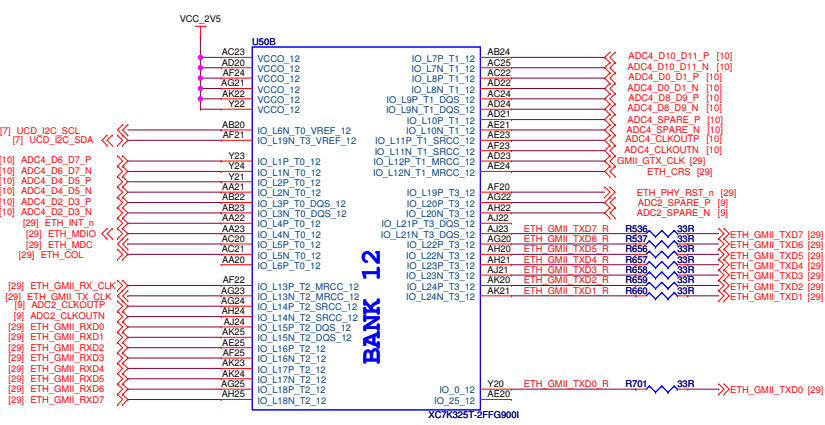 VCC_2V5
U50B
AC23 VCCO_12
AD20 VCCO_12
AF24 VCCO_12
AG21 VCCO_12
AK22 VCCO_12
Y22 VCCO_12
[7] UCD_I2C_SCL AB20 IO_L6N_T0_VREF_12
[7] UCD_I2C_SDA AF21 IO_L19N_T3_VREF_12
[10] ADC4_D6_D7_P Y23 IO_L1P_T0_12
[10] ADC4_D6_D7_N Y24 IO_L1N_T0_12
[10] ADC4_D4_D5_P Y21 IO_L2P_T0_12
[10] ADC4_D4_D5_N AA21 IO_L2N_T0_12
[10] ADC4_D2_D3_P AB22 IO_L3P_T0_DQS_12
[10] ADC4_D2_D3_N AB23 IO_L3N_T0_DQS_12
[29] ETH_INT_n AA22 IO_L4P_T0_12
[29] ETH_MDIO AA23 IO_L4N_T0_12
[29] ETH_MDC AC20 IO_L5P_T0_12
[29] ETH_COL AC21 IO_L5N_T0_12
AA20 IO_L6P_T0_12
[29] ETH_GMII_RX_CLK AF22 IO_L13P_T2_MRCC_12
[29] ETH_GMII_TX_CLK AG23 IO_L13N_T2_MRCC_12
[9] ADC2_CLKOUTP AG24 IO_L14P_T2_SRCC_12
[9] ADC2_CLKOUTN AH24 IO_L14N_T2_SRCC_12
[29] ETH_GMII_RXD0 AJ24 IO_L15P_T2_DQS_12
[29] ETH_GMII_RXD1 AK25 IO_L15N_T2_DQS_12
[29] ETH_GMII_RXD2 AE25 IO_L16P_T2_12
[29] ETH_GMII_RXD3 AF25 IO_L16N_T2_12
[29] ETH_GMII_RXD4 AK23 IO_L17P_T2_12
[29] ETH_GMII_RXD5 AK24 IO_L17N_T2_12
[29] ETH_GMII_RXD6 AG25 IO_L18P_T2_12
[29] ETH_GMII_RXD7 AH25 IO_L18N_T2_12
BANK 12
IO_L7P_T1_12 AB24 ADC4_D10_D11_P [10]
IO_L7N_T1_12 AC25 ADC4_D10_D11_N [10]
IO_L8P_T1_12 AC22 ADC4_D0_D1_P [10]
IO_L8N_T1_12 AD22 ADC4_D0_D1_N [10]
IO_L9P_T1_DQS_12 AC24 ADC4_D8_D9_P [10]
IO_L9N_T1_DQS_12 AD24 ADC4_D8_D9_N [10]
IO_L10P_T1_12 AD21 ADC4_SPARE_P [10]
IO_L10N_T1_12 AE21 ADC4_SPARE_N [10]
IO_L11P_T1_SRCC_12 AE23 ADC4_CLKOUTP [10]
IO_L11N_T1_SRCC_12 AF23 ADC4_CLKOUTN [10]
IO_L12P_T1_MRCC_12 AD23 GMII_GTX_CLK [29]
IO_L12N_T1_MRCC_12 AE24 ETH_CRS [29]
IO_L19P_T3_12 AF20 ETH_PHY_RST_n [29]
IO_L20P_T3_12 AG22 ADC2_SPARE_P [9]
IO_L20N_T3_12 AH22 ADC2_SPARE_N [9]
IO_L21P_T3_DQS_12 AJ22
IO_L21N_T3_DQS_12 AJ23 ETH_GMII_TXD7_R R536 33R ETH_GMII_TXD7 [29]
IO_L22P_T3_12 AG20 ETH_GMII_TXD6_R R537 33R ETH_GMII_TXD6 [29]
IO_L22N_T3_12 AH20 ETH_GMII_TXD5_R R656 33R ETH_GMII_TXD5 [29]
IO_L23P_T3_12 AH21 ETH_GMII_TXD4_R R657 33R ETH_GMII_TXD4 [29]
IO_L23N_T3_12 AJ21 ETH_GMII_TXD3_R R658 33R ETH_GMII_TXD3 [29]
IO_L24P_T3_12 AK20 ETH_GMII_TXD2_R R659 33R ETH_GMII_TXD2 [29]
IO_L24N_T3_12 AK21 ETH_GMII_TXD1_R R660 33R ETH_GMII_TXD1 [29]
IO_0_12 Y20 ETH_GMII_TXD0_R R701 33R ETH_GMII_TXD0 [29]
IO_25_12 AE20
XC7K325T-2FFG900I